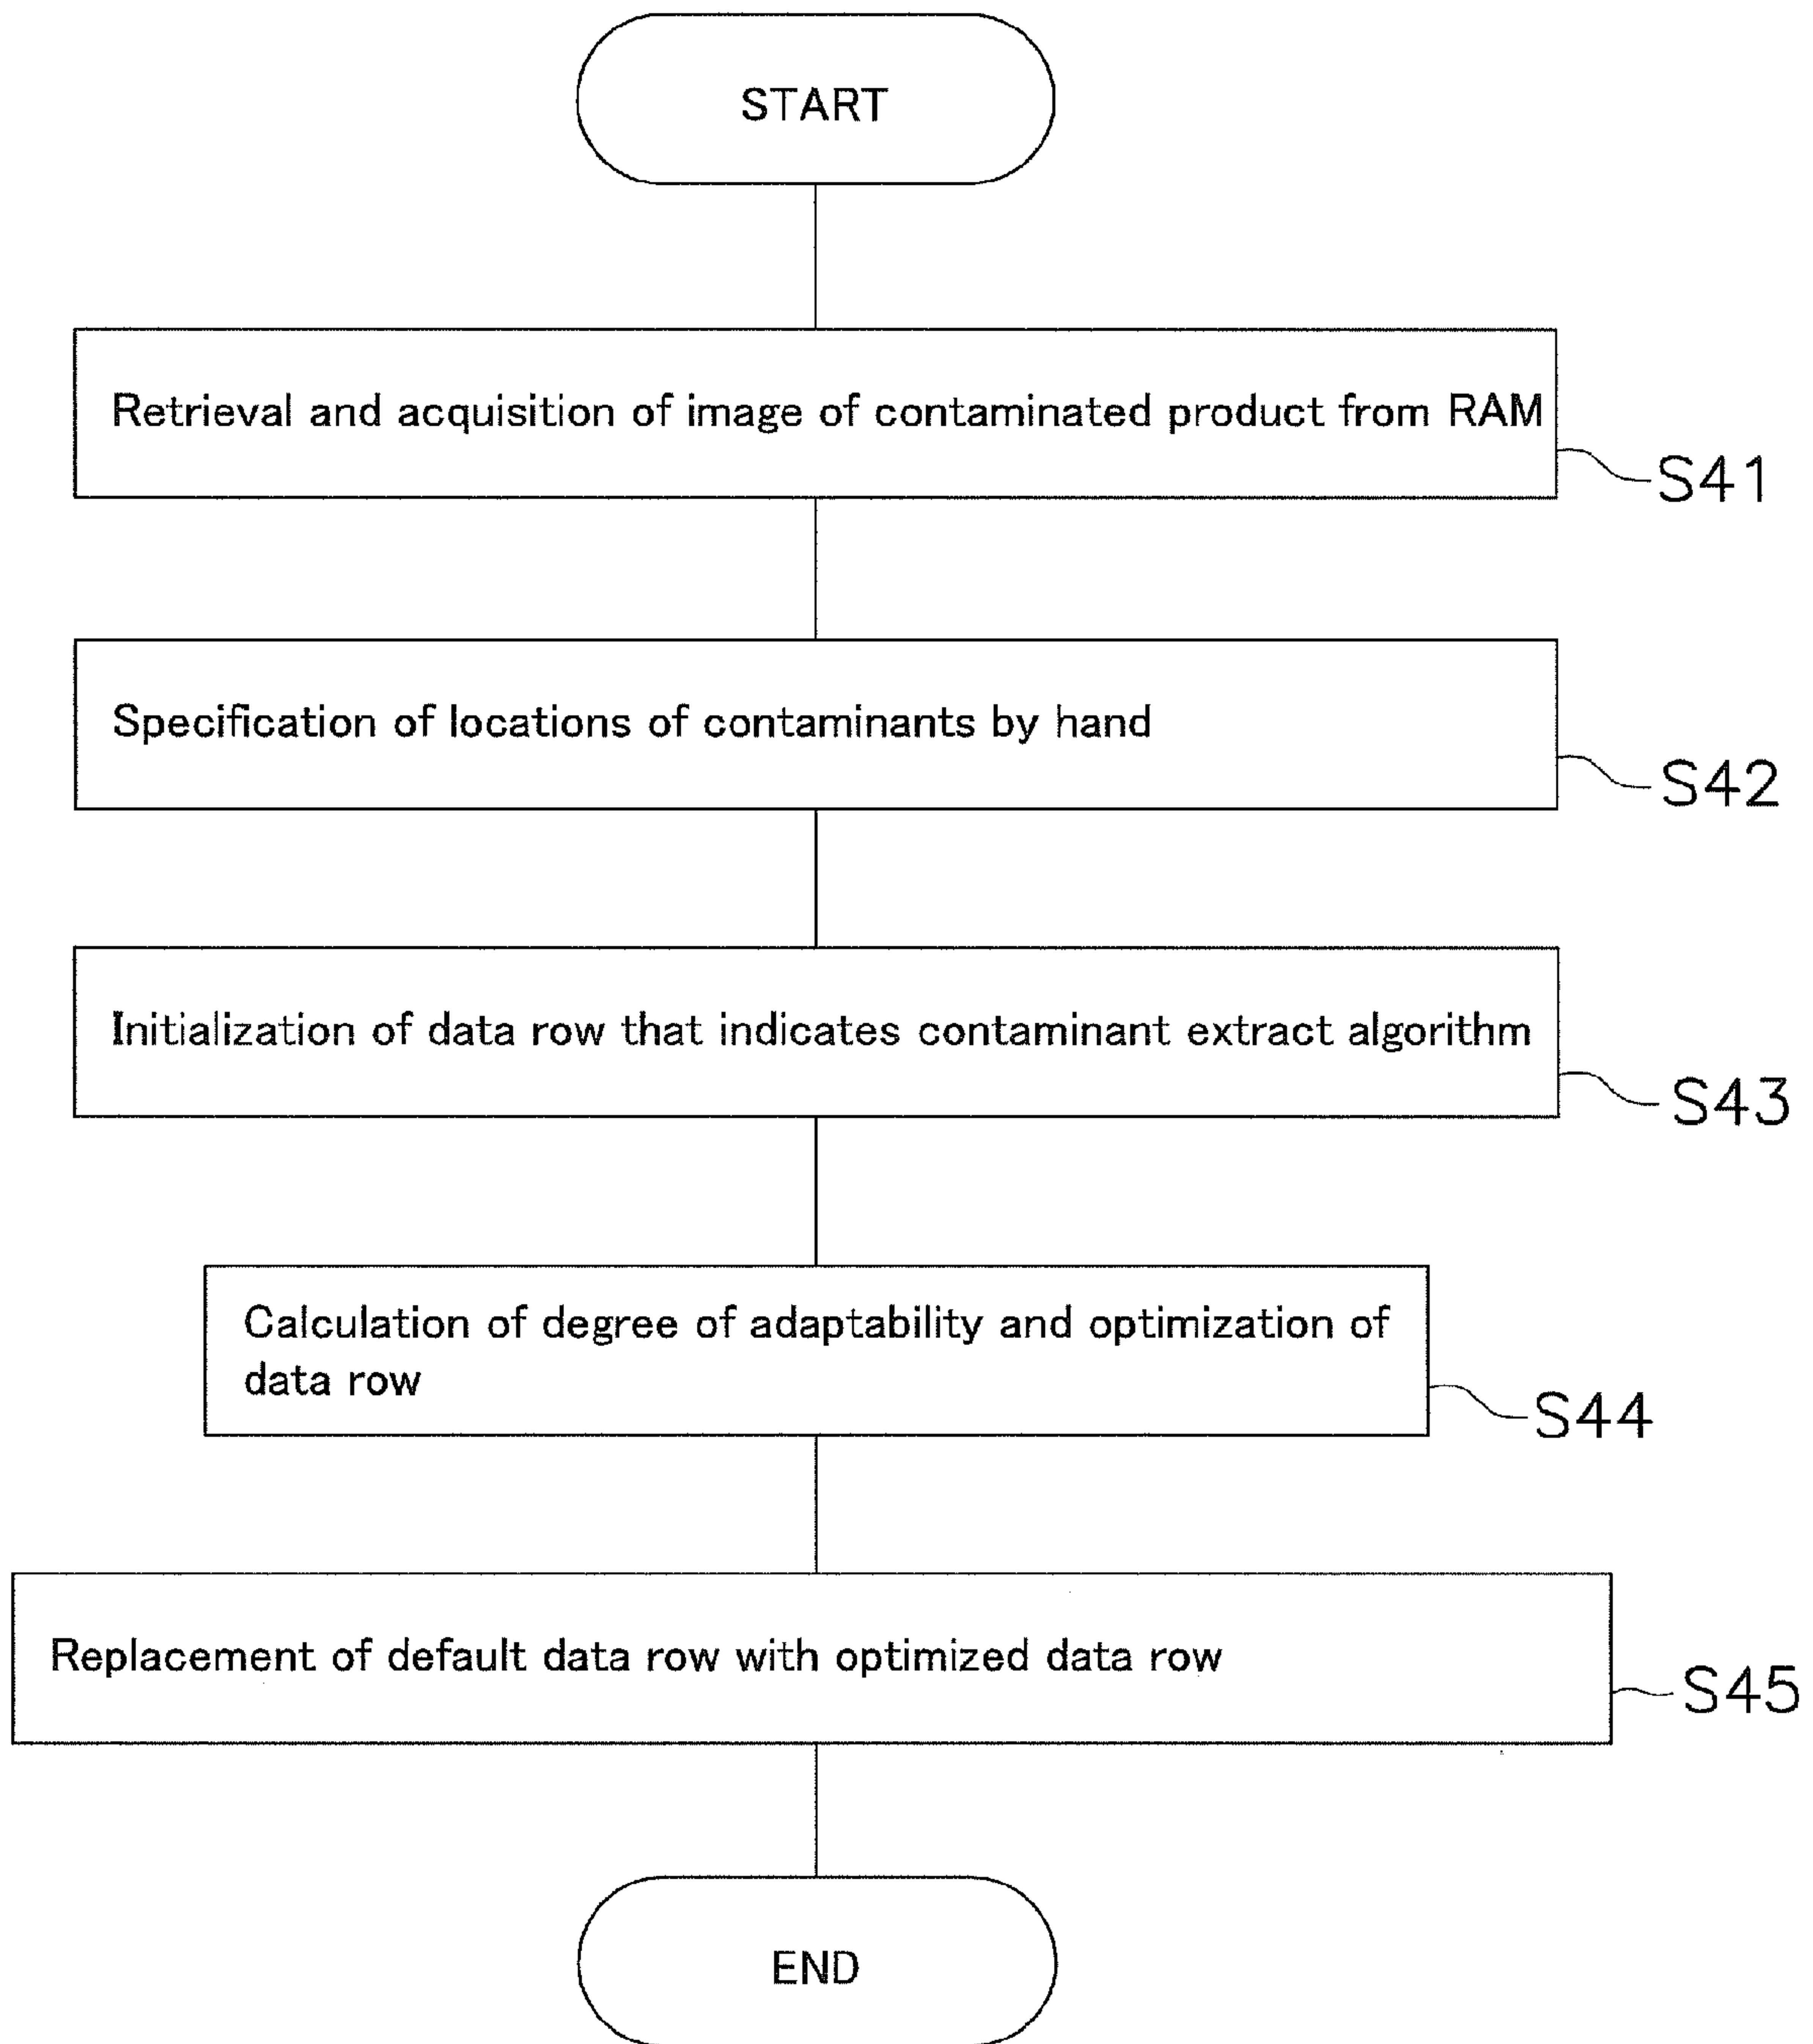 START
Retrieval and acquisition of image of contaminated product from RAM
S41
Specification of locations of contaminants by hand
S42
Initialization of data row that indicates contaminant extract algorithm
S43
Calculation of degree of adaptability and optimization of
data row
S44
Replacement of default data row with optimized data row
S45
END